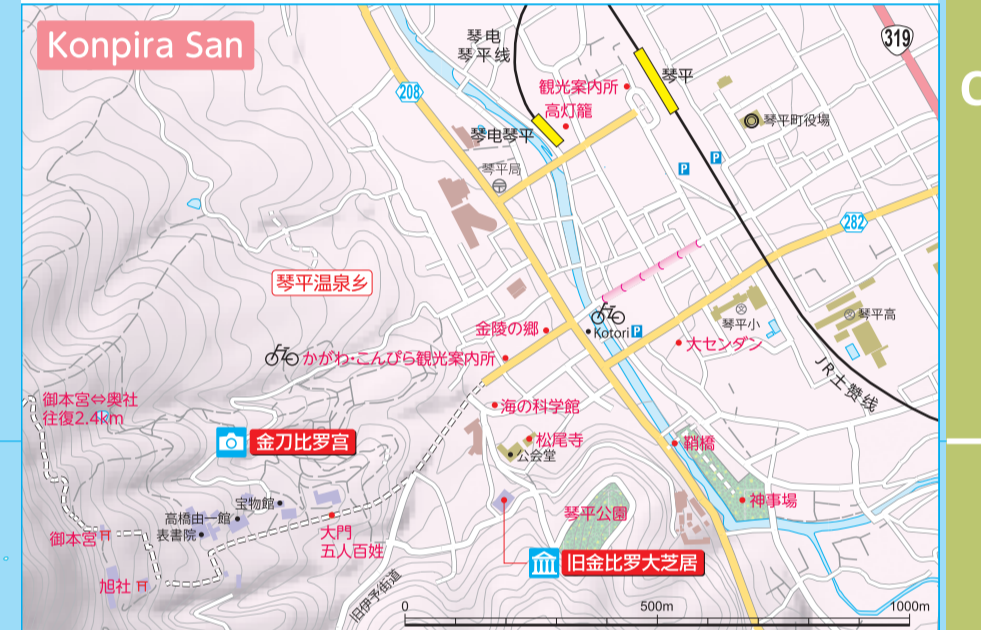 Konpira San
琴电
琴平线
319
208
観光案内所
琴平
高灯籠
琴电琴平
琴平町役場
琴平局
P
P
282
琴平温泉乡
Kotori
P
金陵の郷
琴平小
琴平高
大センダン
かがわ・こんぴら観光案内所
JR土赞线
御本宮⇔奥社
往復2.4km
海の科学館
金刀比罗宫
松尾寺
公会堂
鞘橋
宝物館
高橋由一館
表書院
神事場
琴平公園
大門
五人百姓
御本宮
旧金比罗大芝居
旭社
旧伊予街道
0
500m
1000m